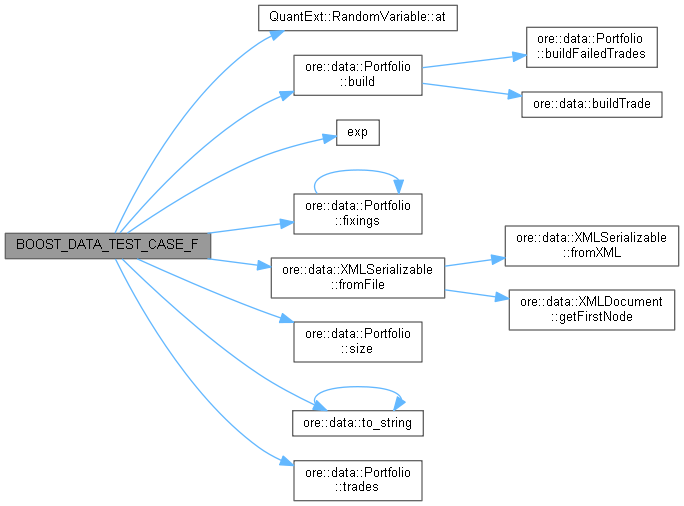 BOOST_DATA_TEST_CASE_F
QuantExt::RandomVariable::at
ore::data::Portfolio
::build
ore::data::Portfolio
::buildFailedTrades
ore::data::buildTrade
exp
ore::data::Portfolio
::fixings
ore::data::XMLSerializable
::fromFile
ore::data::XMLSerializable
::fromXML
ore::data::XMLDocument
::getFirstNode
ore::data::Portfolio
::size
ore::data::to_string
ore::data::Portfolio
::trades